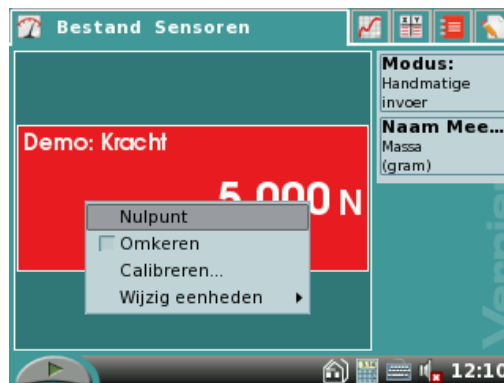 Bestand Sensoren
Modus:
Handmatige
invoer
Naam Mee...
Massa
(gram)
Demo: Kracht
5.000 N
Nulpunt
Omkeren
Calibreren...
Wijzig eenheden
Vernier
12:10